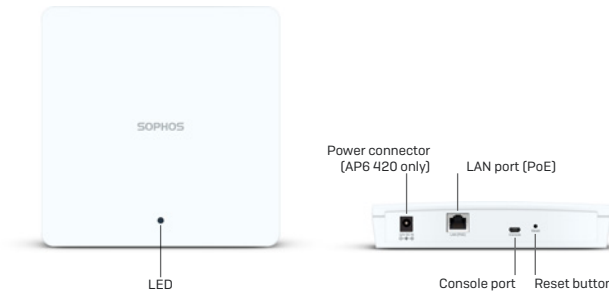 SOPHOS
LED
Power connector
(AP6 420 only)
LAN port (PoE)
Console port
Reset button